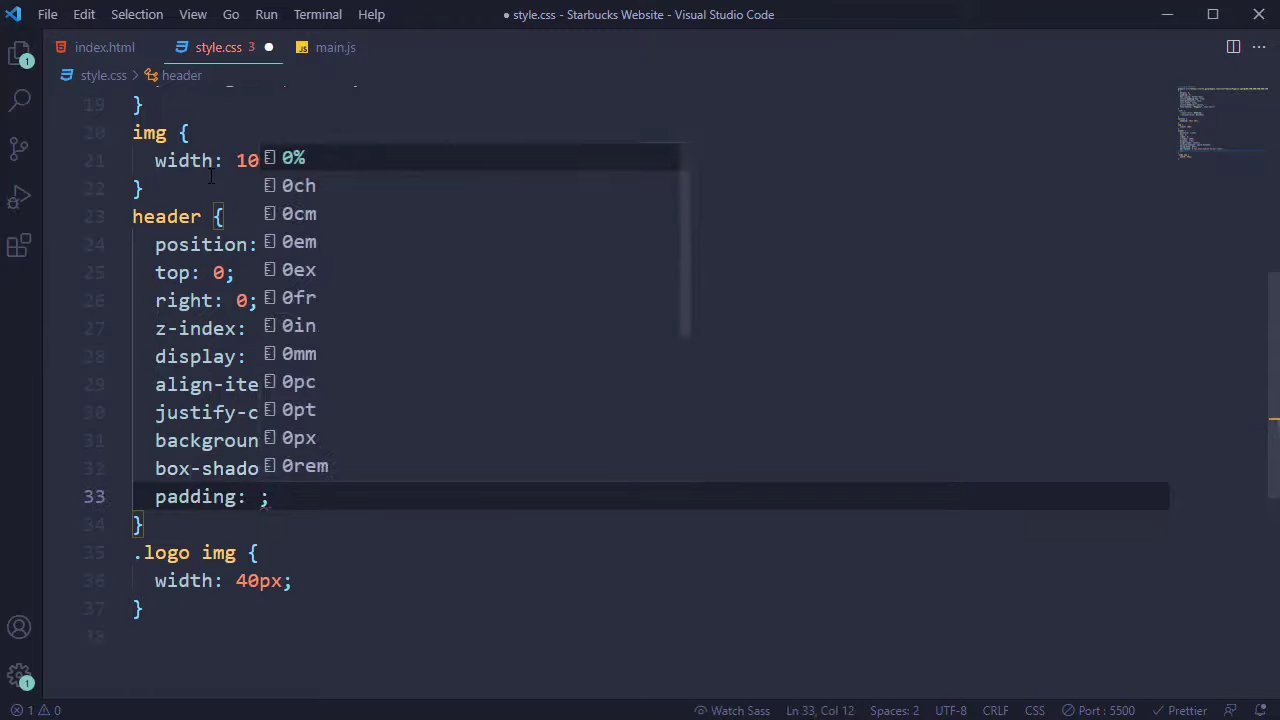 File Edit Selection View Go Run Terminal Help
● style.css - Starbucks Website - Visual Studio Code
index.html style.css 3 ● main.js
style.css > header
19 }
20 img {
21 width: 10
22 }
23 header {
24 position:
25 top: 0;
26 right: 0;
27 z-index:
28 display:
29 align-ite
30 justify-c
31 backgroun
32 box-shado
33 padding: ;
34 }
35 .logo img {
36 width: 40px;
37 }
38
0%
0ch
0cm
0em
0ex
0fr
0in
0mm
0pc
0pt
0px
0rem
1
1
1 0 Watch Sass Ln 33, Col 12 Spaces: 2 UTF-8 CRLF CSS Port : 5500 Prettier